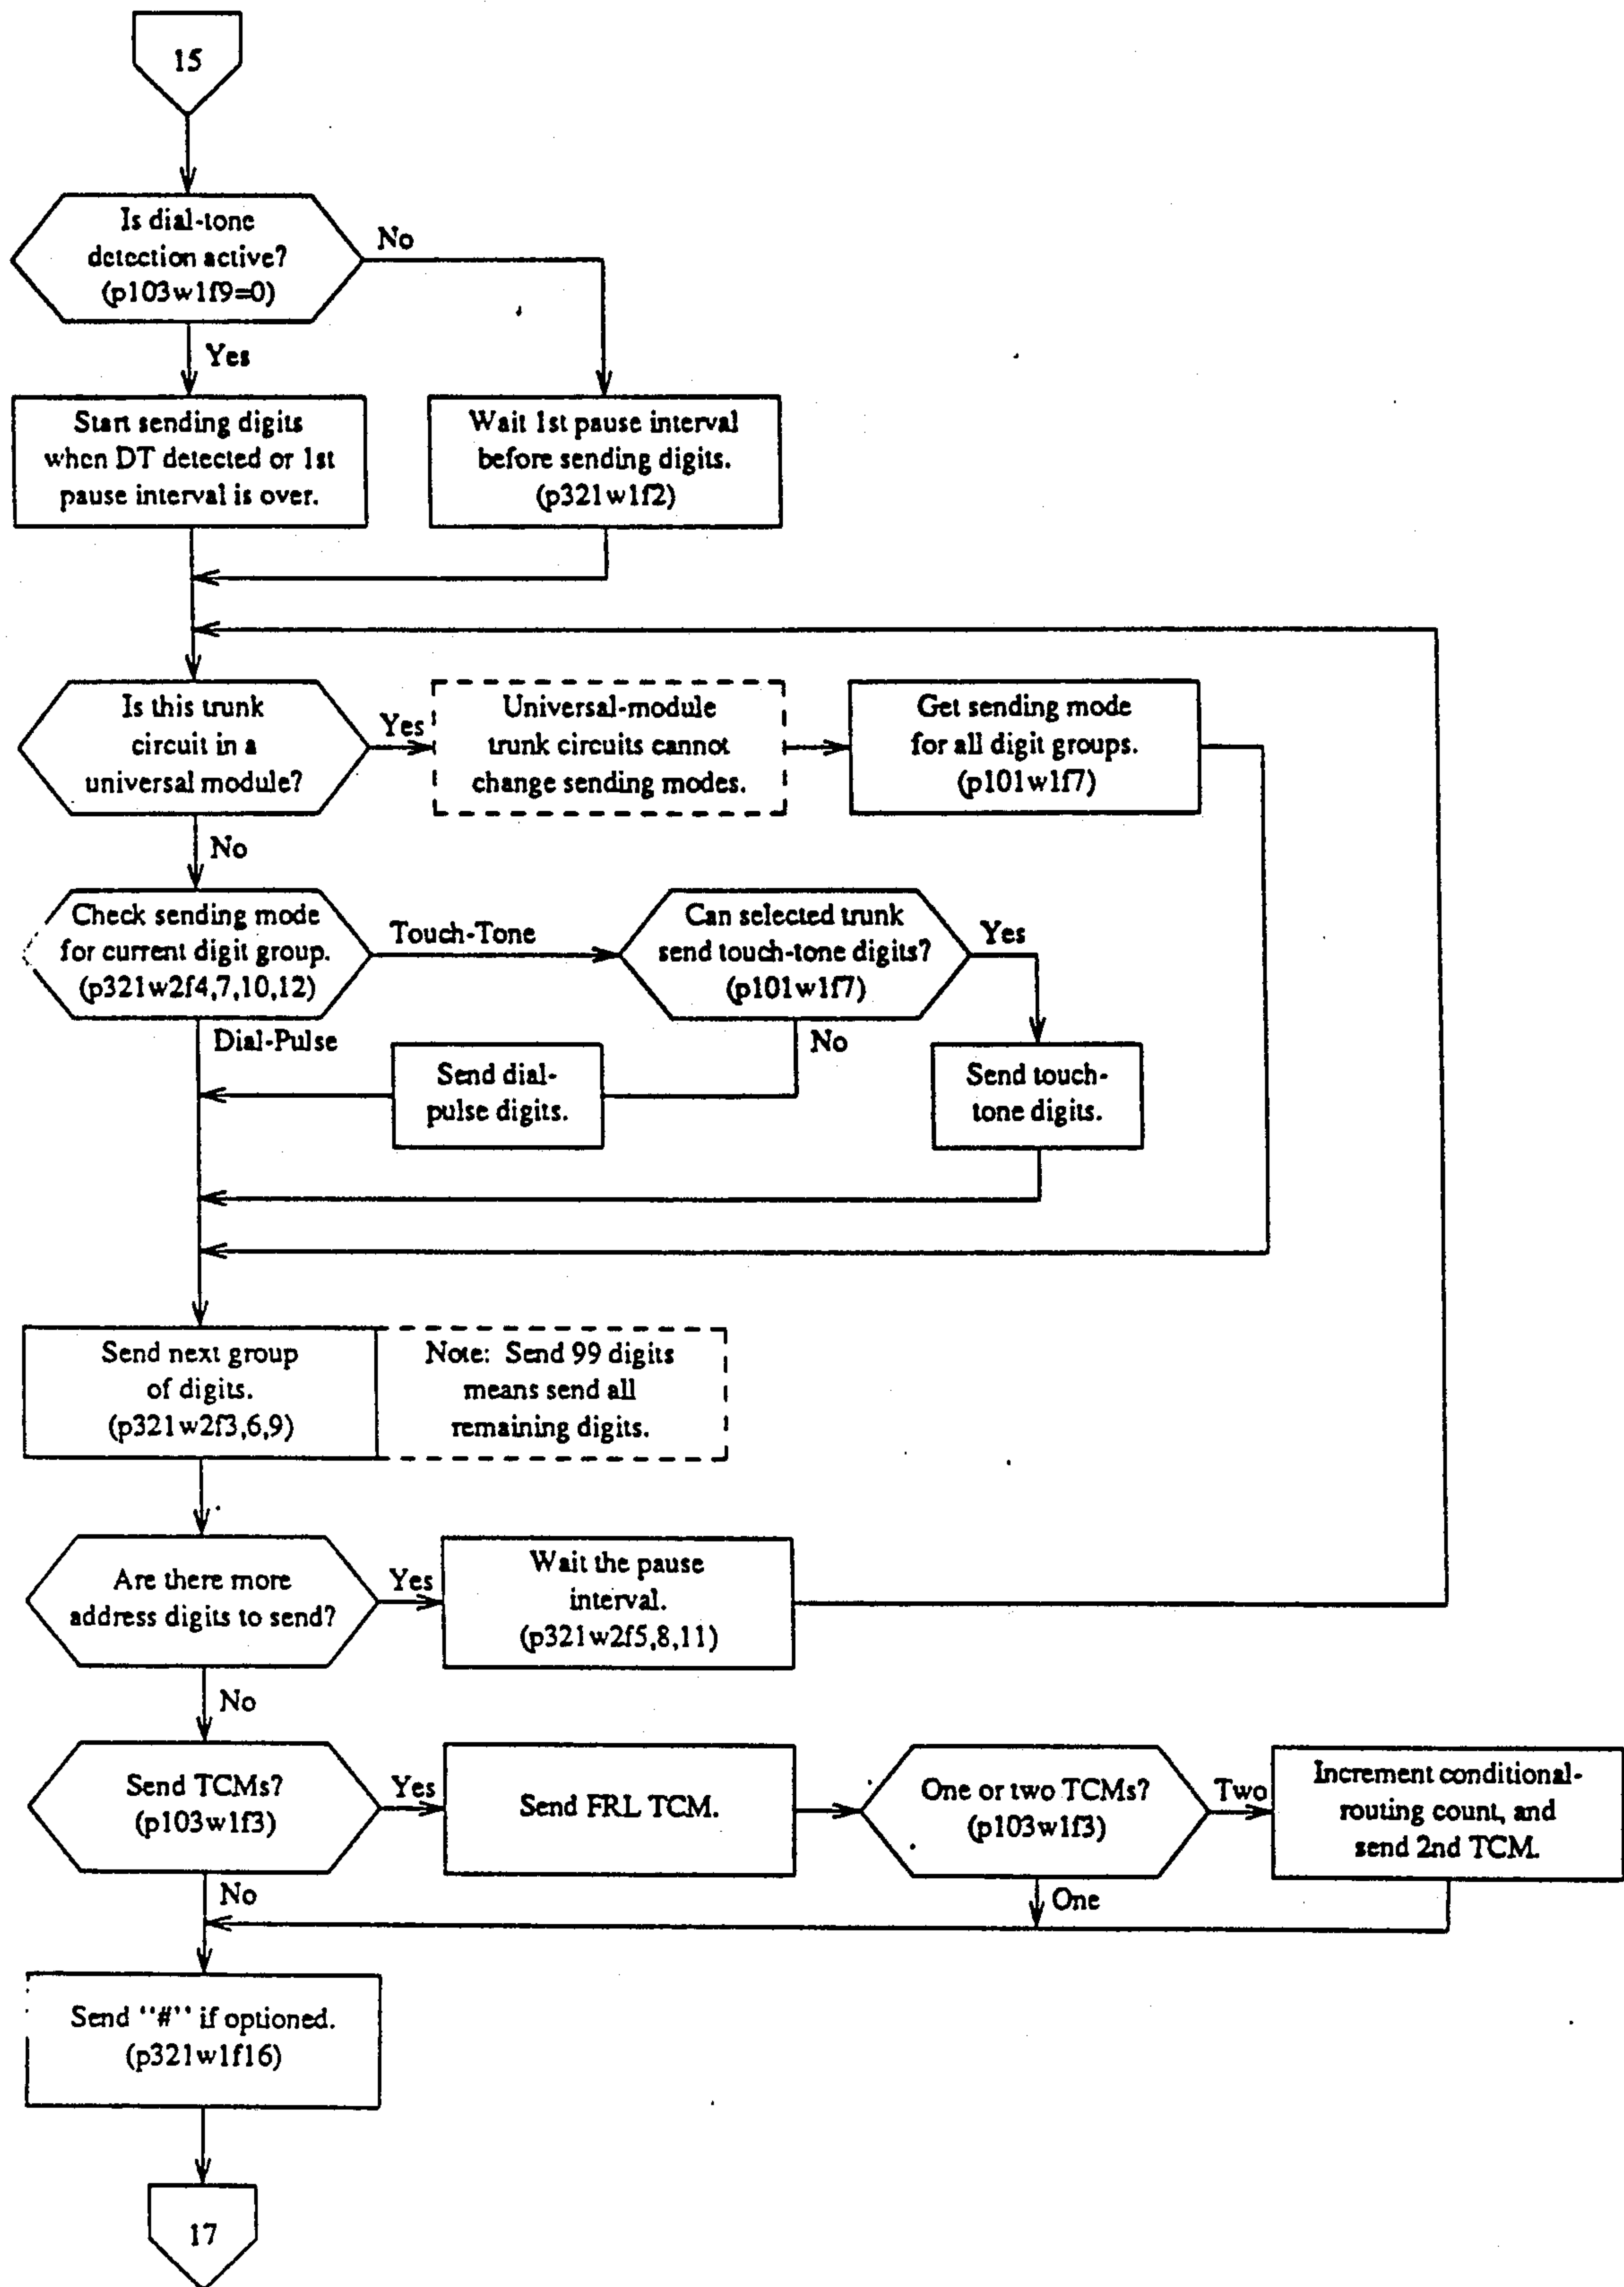 15
Is dial-tone
detection active?
(p103w1f9=0)
No
Yes
Start sending digits
when DT detected or 1st
pause interval is over.
Wait 1st pause interval
before sending digits.
(p321w1f2)
Is this trunk
circuit in a
universal module?
Yes
Universal-module
trunk circuits cannot
change sending modes.
Get sending mode
for all digit groups.
(p101w1f7)
No
Check sending mode
for current digit group.
(p321w2f4,7,10,12)
Touch-Tone
Can selected trunk
send touch-tone digits?
(p101w1f7)
Yes
Dial-Pulse
No
Send dial-
pulse digits.
Send touch-
tone digits.
Send next group
of digits.
(p321w2f3,6,9)
Note: Send 99 digits
means send all
remaining digits.
Are there more
address digits to send?
Yes
Wait the pause
interval.
(p321w2f5,8,11)
No
Send TCMs?
(p103w1f3)
Yes
Send FRL TCM.
One or two TCMs?
(p103w1f3)
Two
Increment conditional-
routing count, and
send 2nd TCM.
No
One
Send "#" if optioned.
(p321w1f16)
17